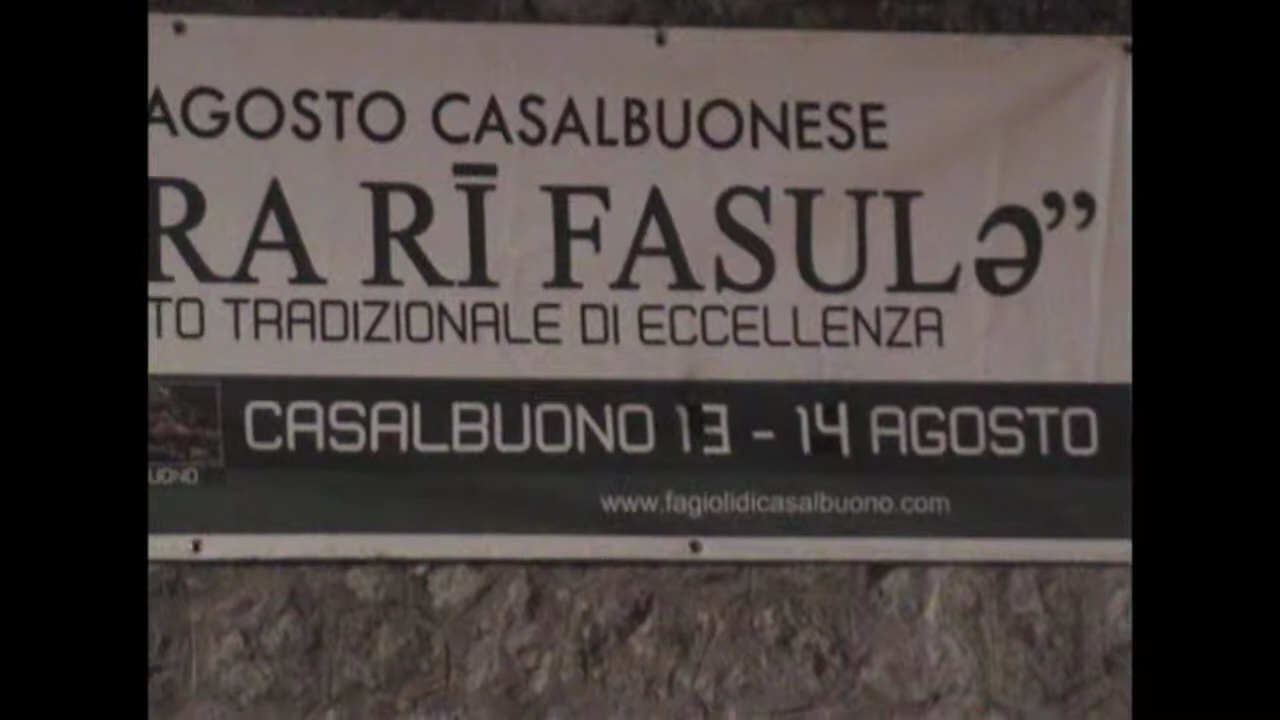 AGOSTO CASALBUONESE
RA RĪ FASULə”
TO TRADIZIONALE DI ECCELLENZA
CASALBUONO 13 - 14 AGOSTO
UONO
www.fagiolidicasalbuono.com